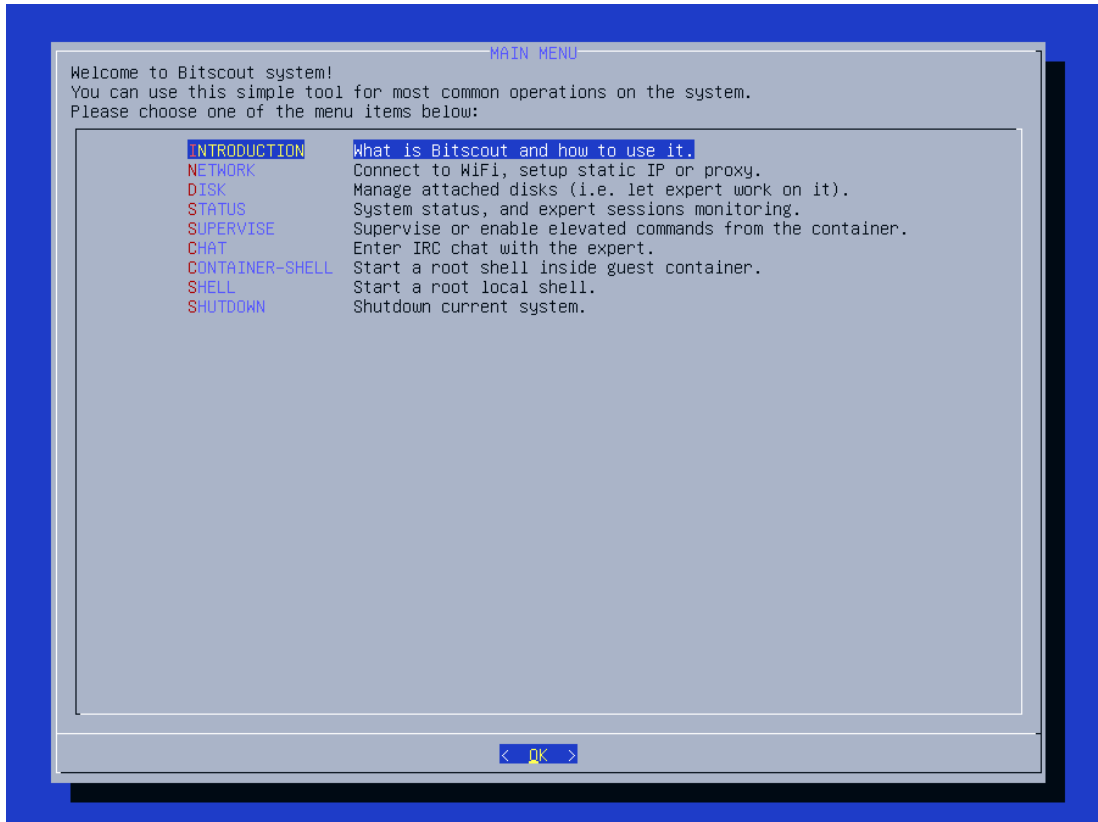 MAIN MENU
Welcome to Bitscout system!
You can use this simple tool for most common operations on the system.
Please choose one of the menu items below:
INTRODUCTION What is Bitscout and how to use it.
NETWORK Connect to WiFi, setup static IP or proxy.
DISK Manage attached disks (i.e. let expert work on it).
STATUS System status, and expert sessions monitoring.
SUPERVISE Supervise or enable elevated commands from the container.
CHAT Enter IRC chat with the expert.
CONTAINER-SHELL Start a root shell inside guest container.
SHELL Start a root local shell.
SHUTDOWN Shutdown current system.
< OK >